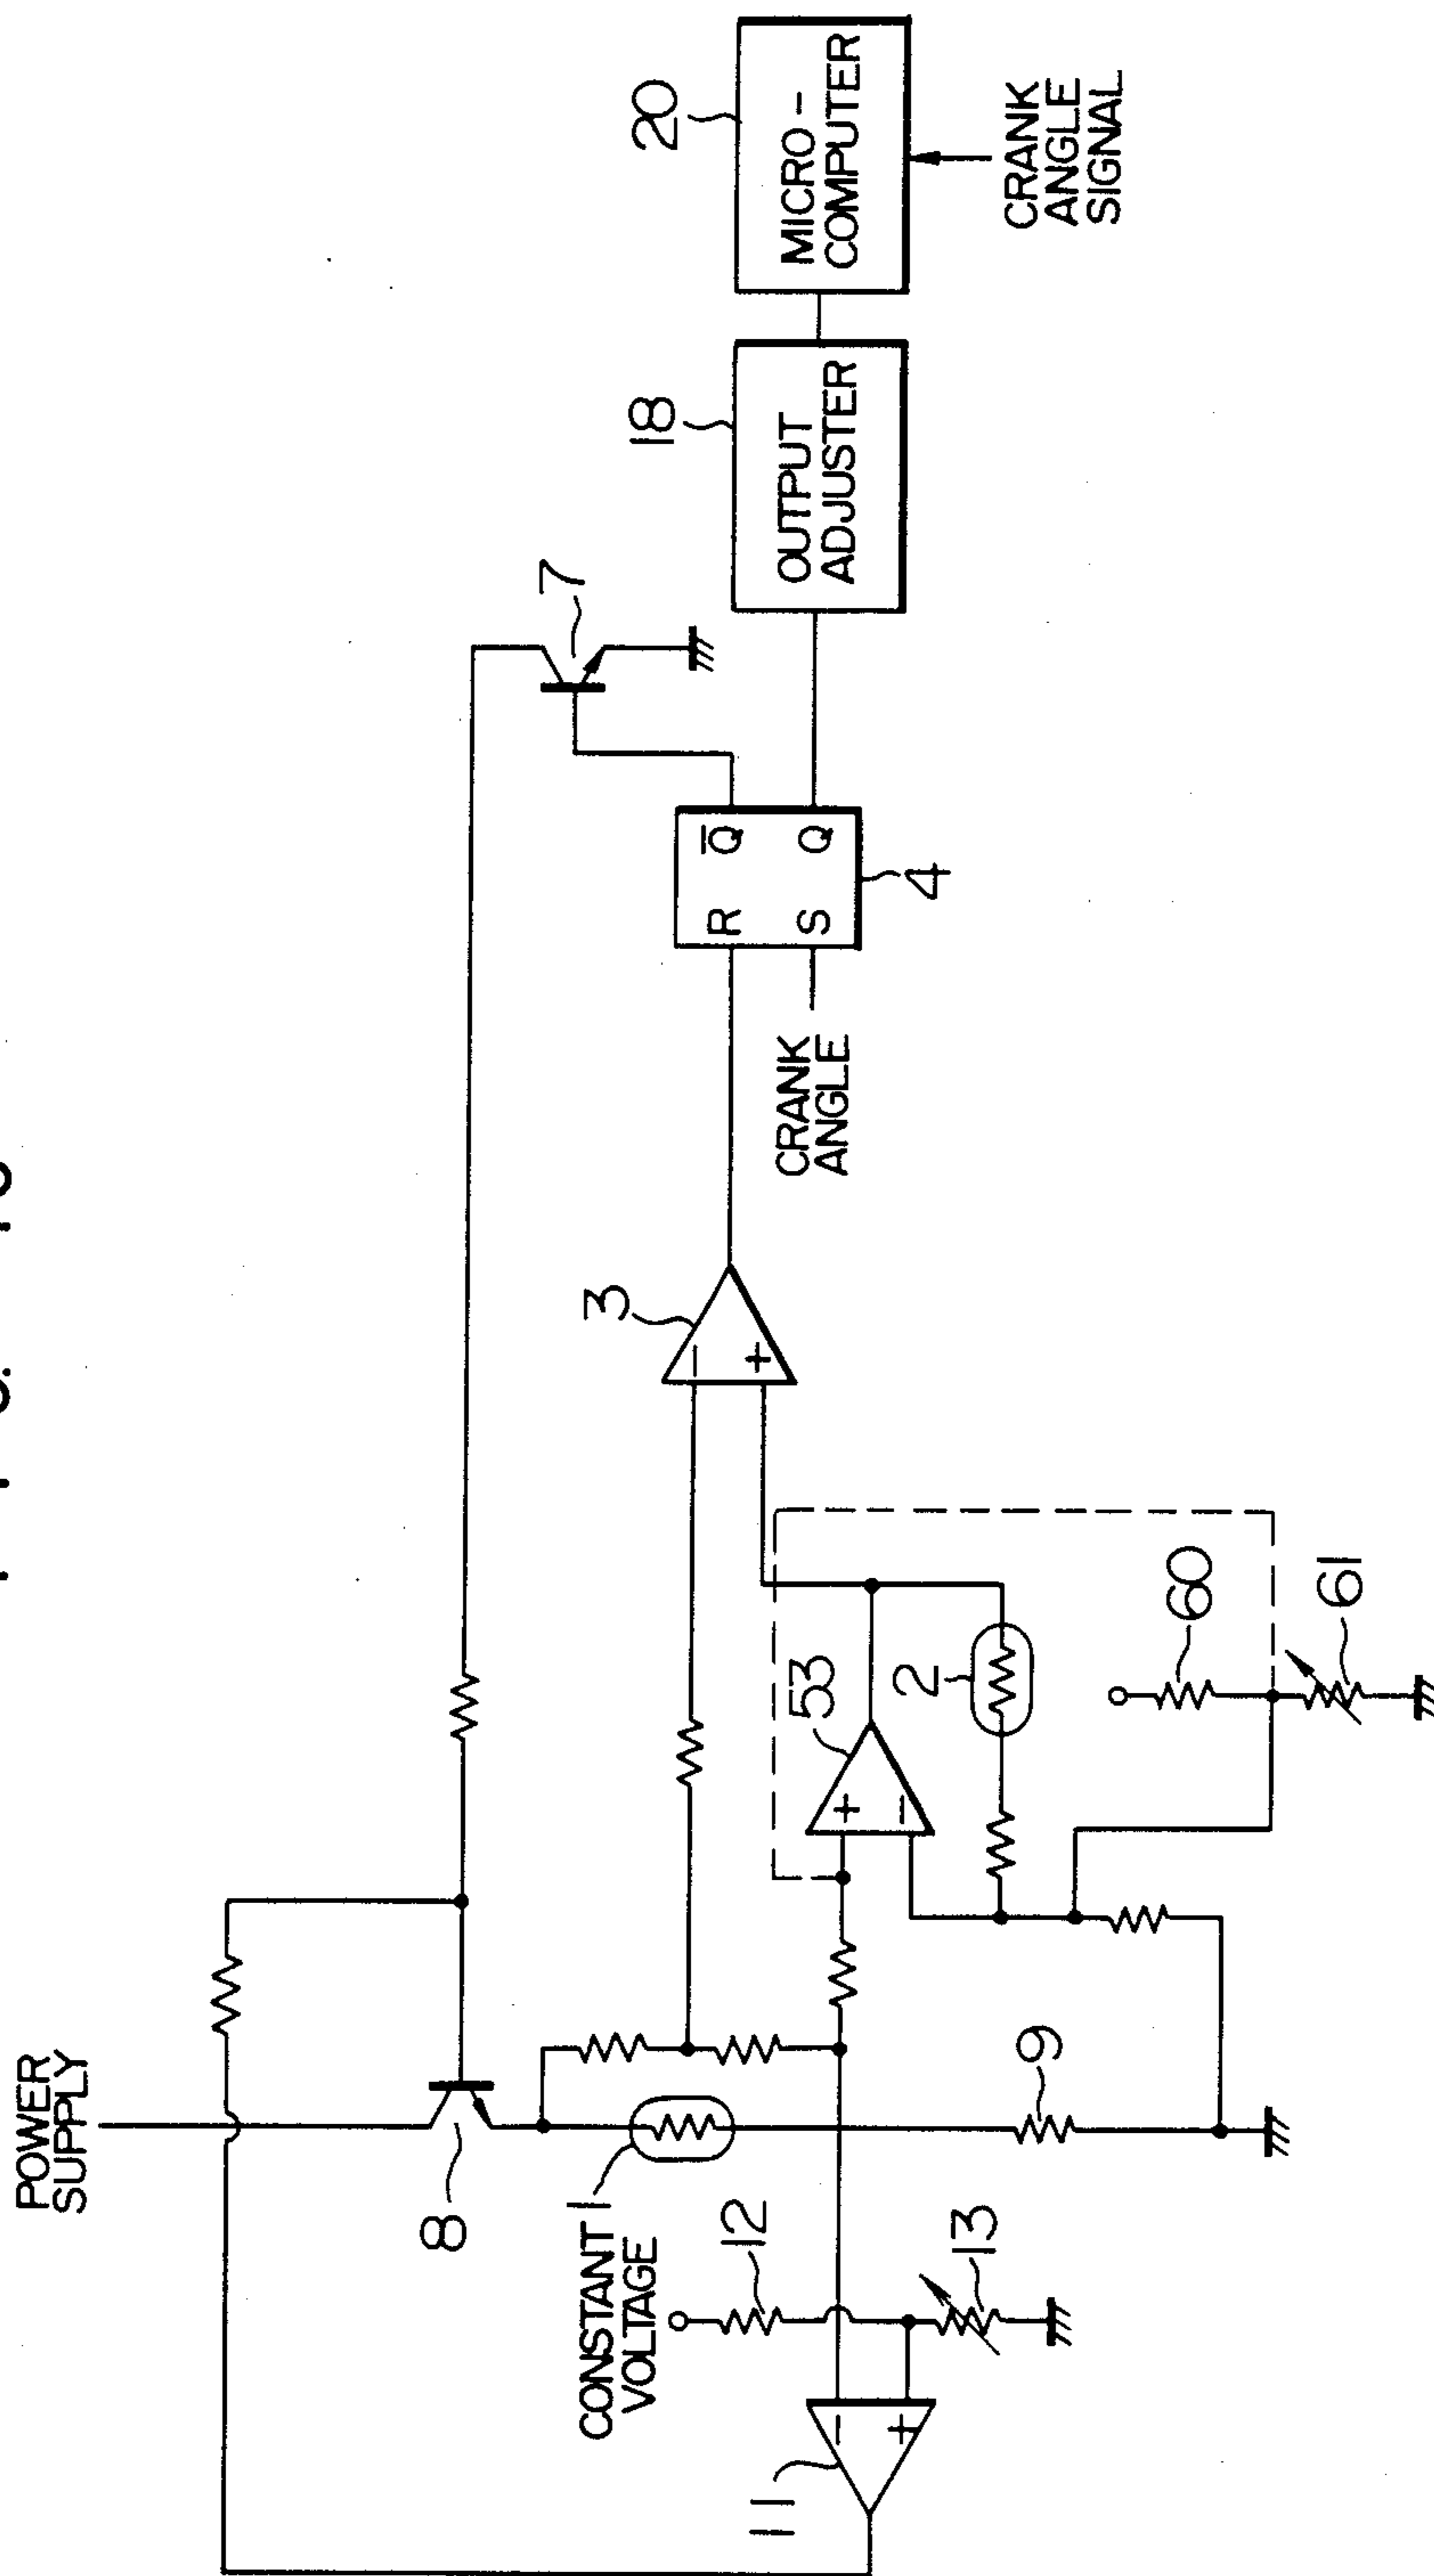 POWER
SUPPLY
8
CONSTANT
VOLTAGE
1
12
13
11
9
53
2
60
61
3
-
+
+
-
-
+
CRANK
ANGLE
R
Q̅
S
Q
4
7
18
OUTPUT
ADJUSTER
20
MICRO-
COMPUTER
CRANK
ANGLE
SIGNAL